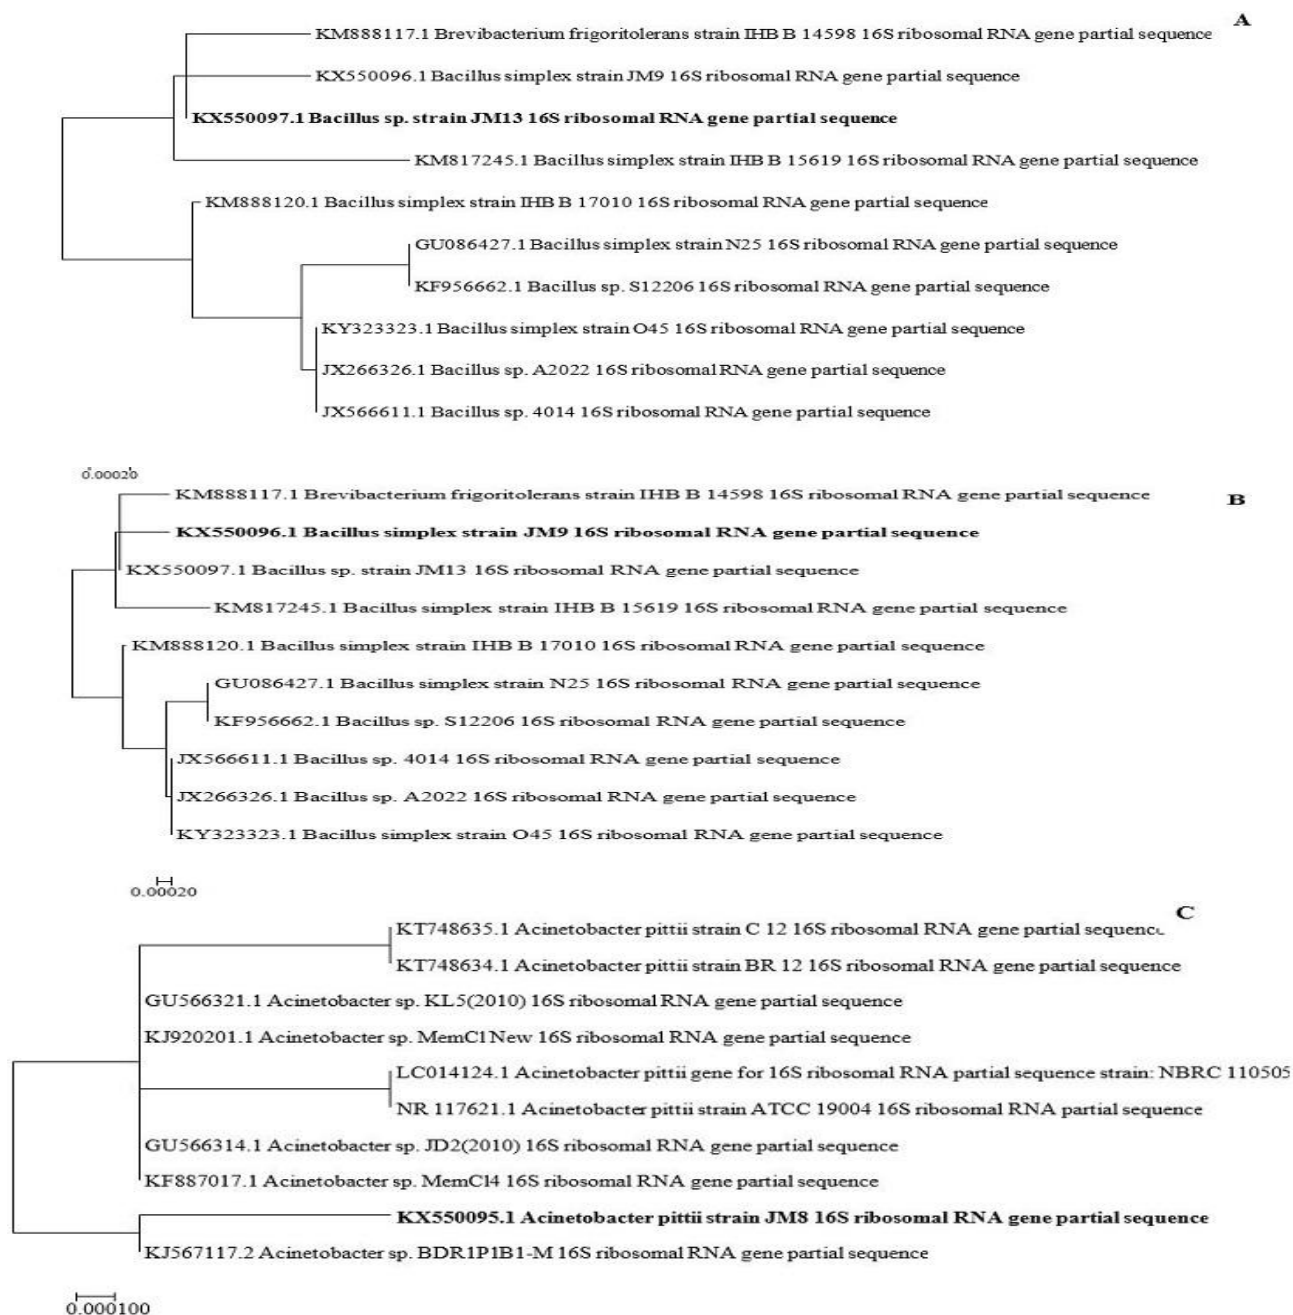 A
KM888117.1 Brevibacterium frigoritolerans strain IHB B 14598 16S ribosomal RNA gene partial sequence
KX550096.1 Bacillus simplex strain JM9 16S ribosomal RNA gene partial sequence
KX550097.1 Bacillus sp. strain JM13 16S ribosomal RNA gene partial sequence
KM817245.1 Bacillus simplex strain IHB B 15619 16S ribosomal RNA gene partial sequence
KM888120.1 Bacillus simplex strain IHB B 17010 16S ribosomal RNA gene partial sequence
GU086427.1 Bacillus simplex strain N25 16S ribosomal RNA gene partial sequence
KF956662.1 Bacillus sp. S12206 16S ribosomal RNA gene partial sequence
KY323323.1 Bacillus simplex strain O45 16S ribosomal RNA gene partial sequence
JX266326.1 Bacillus sp. A2022 16S ribosomal RNA gene partial sequence
JX566611.1 Bacillus sp. 4014 16S ribosomal RNA gene partial sequence
0.00020
B
KM888117.1 Brevibacterium frigoritolerans strain IHB B 14598 16S ribosomal RNA gene partial sequence
KX550096.1 Bacillus simplex strain JM9 16S ribosomal RNA gene partial sequence
KX550097.1 Bacillus sp. strain JM13 16S ribosomal RNA gene partial sequence
KM817245.1 Bacillus simplex strain IHB B 15619 16S ribosomal RNA gene partial sequence
KM888120.1 Bacillus simplex strain IHB B 17010 16S ribosomal RNA gene partial sequence
GU086427.1 Bacillus simplex strain N25 16S ribosomal RNA gene partial sequence
KF956662.1 Bacillus sp. S12206 16S ribosomal RNA gene partial sequence
JX566611.1 Bacillus sp. 4014 16S ribosomal RNA gene partial sequence
JX266326.1 Bacillus sp. A2022 16S ribosomal RNA gene partial sequence
KY323323.1 Bacillus simplex strain O45 16S ribosomal RNA gene partial sequence
0.00020
C
KT748635.1 Acinetobacter pittii strain C 12 16S ribosomal RNA gene partial sequence
KT748634.1 Acinetobacter pittii strain BR 12 16S ribosomal RNA gene partial sequence
GU566321.1 Acinetobacter sp. KL5(2010) 16S ribosomal RNA gene partial sequence
KJ920201.1 Acinetobacter sp. MemCl New 16S ribosomal RNA gene partial sequence
LC014124.1 Acinetobacter pittii gene for 16S ribosomal RNA partial sequence strain: NBRC 110505
NR 117621.1 Acinetobacter pittii strain ATCC 19004 16S ribosomal RNA partial sequence
GU566314.1 Acinetobacter sp. JD2(2010) 16S ribosomal RNA gene partial sequence
KF887017.1 Acinetobacter sp. MemCl4 16S ribosomal RNA gene partial sequence
KX550095.1 Acinetobacter pittii strain JM8 16S ribosomal RNA gene partial sequence
KJ567117.2 Acinetobacter sp. BDR1P1B1-M 16S ribosomal RNA gene partial sequence
0.000100